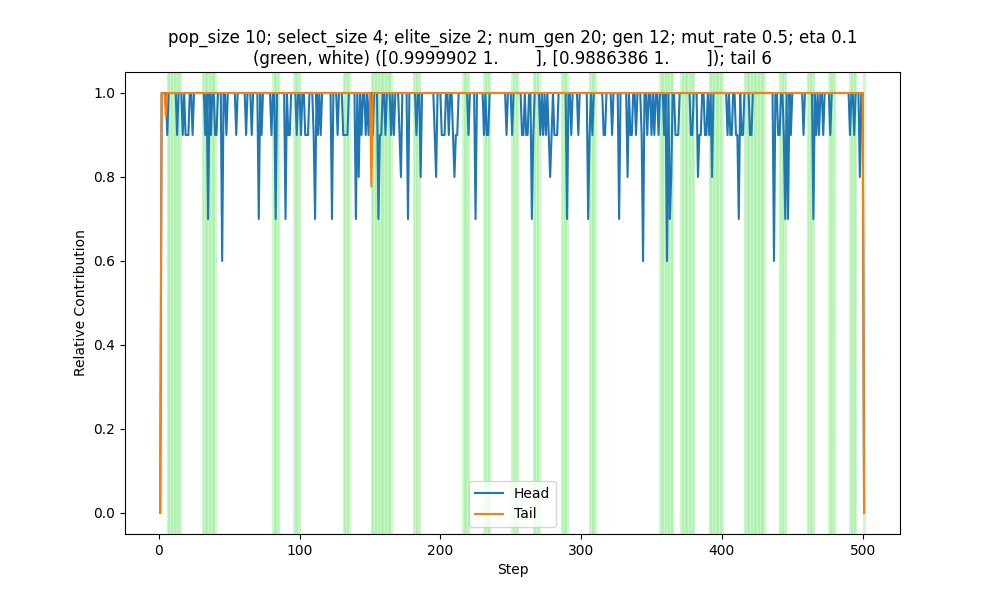 pop_size 10; select_size 4; elite_size 2; num_gen 20; gen 12; mut_rate 0.5; eta 0.1
(green, white) ([0.9999902 1.        ], [0.9886386 1.        ]); tail 6
1.0
0.8
0.6
0.4
0.2
0.0
Relative Contribution
Head
Tail
0
100
200
300
400
500
Step